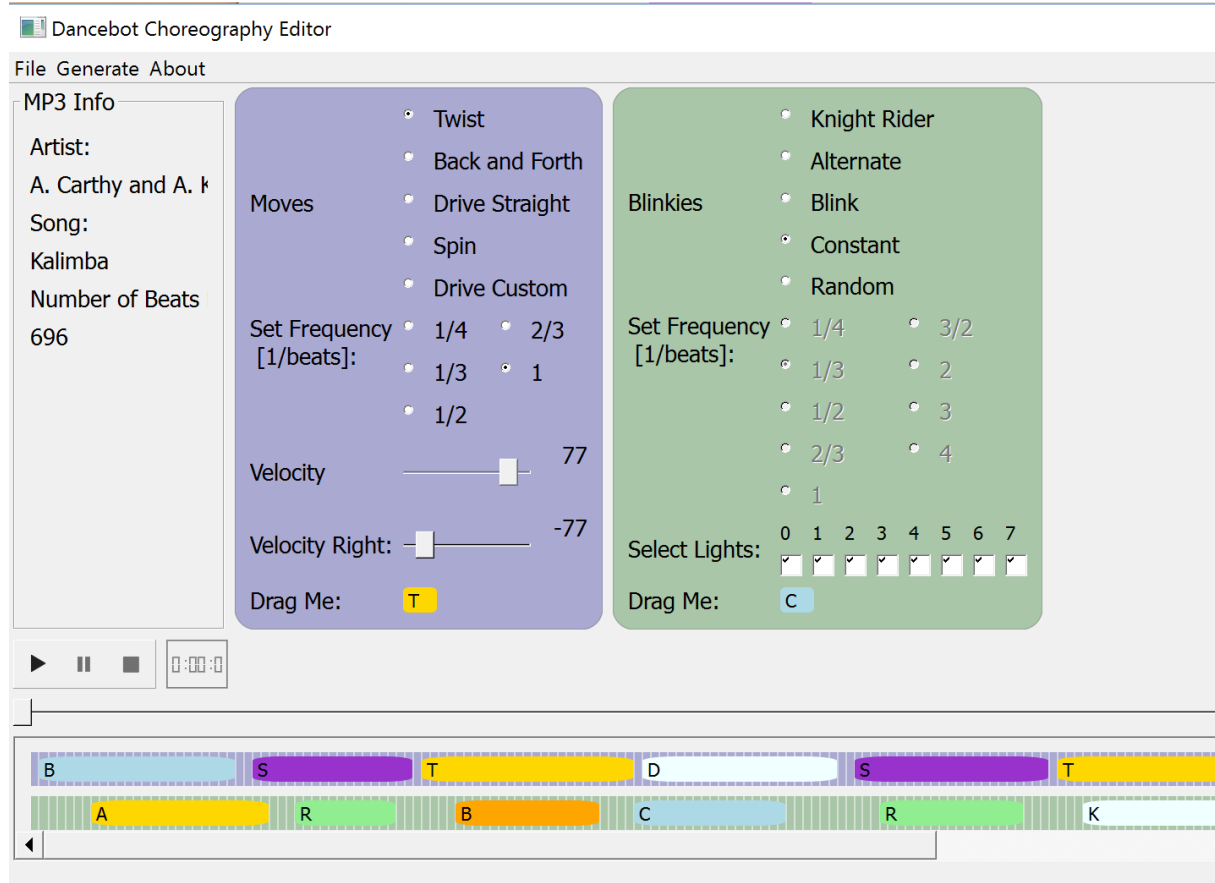 Dancebot Choreography Editor
File Generate About
MP3 Info
Artist:
A. Carthy and A. K
Song:
Kalimba
Number of Beats
696
Moves
Twist
Back and Forth
Drive Straight
Spin
Drive Custom
Set Frequency
[1/beats]:
1/4 2/3
1/3 1
1/2
Velocity 77
Velocity Right: -77
Drag Me: T
Blinkies
Knight Rider
Alternate
Blink
Constant
Random
Set Frequency
[1/beats]:
1/4 3/2
1/3 2
1/2 3
2/3 4
1
0 1 2 3 4 5 6 7
Select Lights:
Drag Me: C
0:00:0
B S T D S T
A R B C R K